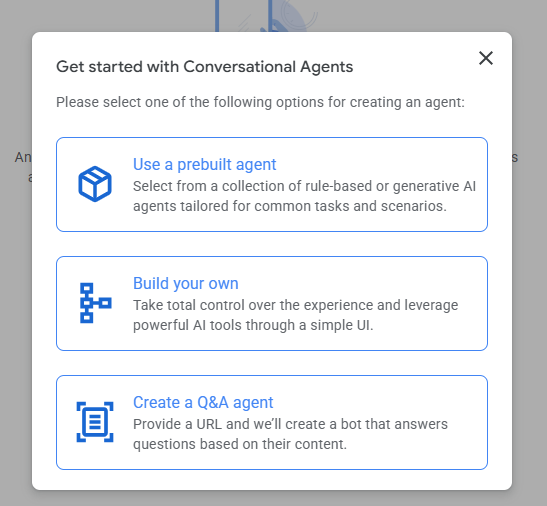 Get started with Conversational Agents
Please select one of the following options for creating an agent:
Use a prebuilt agent
Select from a collection of rule-based or generative AI
agents tailored for common tasks and scenarios.
Build your own
Take total control over the experience and leverage
powerful AI tools through a simple UI.
Create a Q&A agent
Provide a URL and we’ll create a bot that answers
questions based on their content.